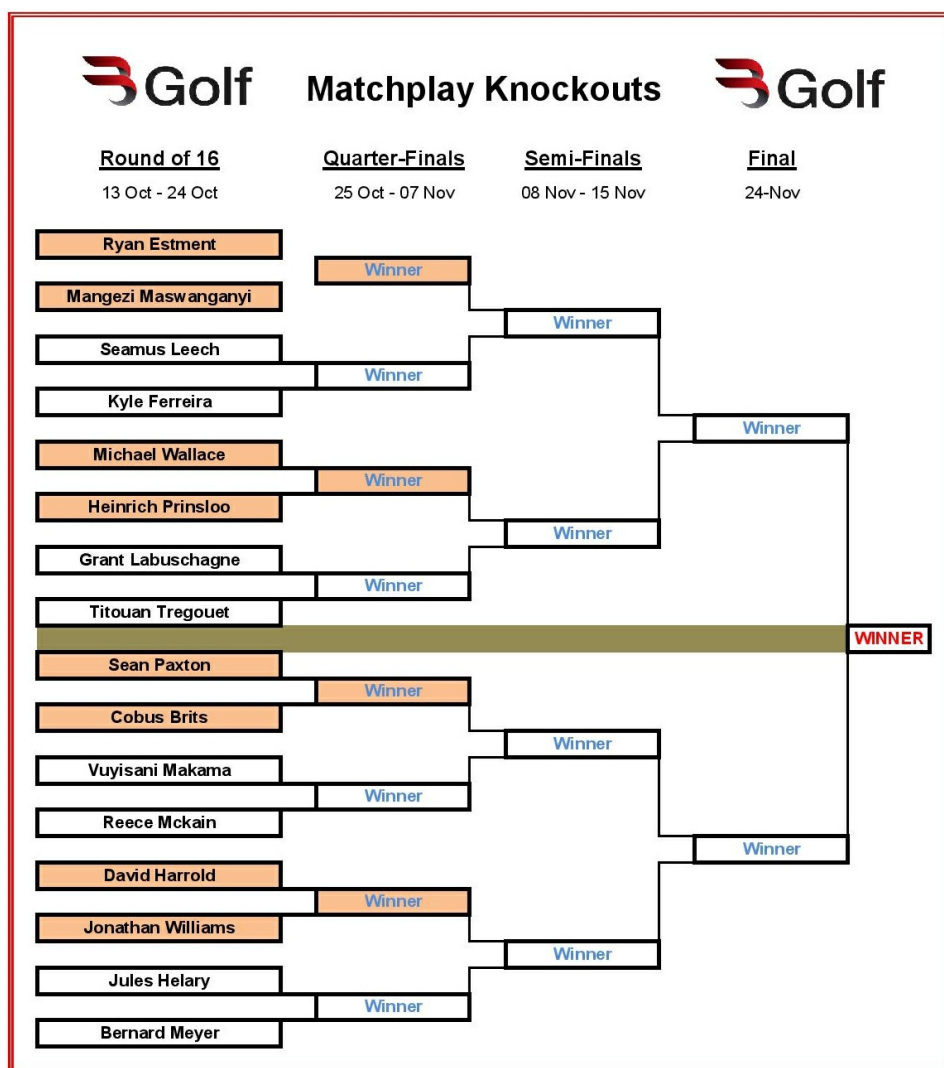 Golf Matchplay Knockouts Golf
Round of 16 Quarter-Finals Semi-Finals Final
13 Oct - 24 Oct 25 Oct - 07 Nov 08 Nov - 15 Nov 24-Nov
Ryan Estment
Winner
Mangezi Maswanganyi
Winner
Seamus Leech
Winner
Kyle Ferreira
Winner
Michael Wallace
Winner
Heinrich Prinsloo
Winner
Grant Labuschagne
Winner
Titouan Tregouet
WINNER
Sean Paxton
Winner
Cobus Brits
Winner
Vuyisani Makama
Winner
Reece Mckain
Winner
David Harrold
Winner
Jonathan Williams
Winner
Jules Helary
Winner
Bernard Meyer